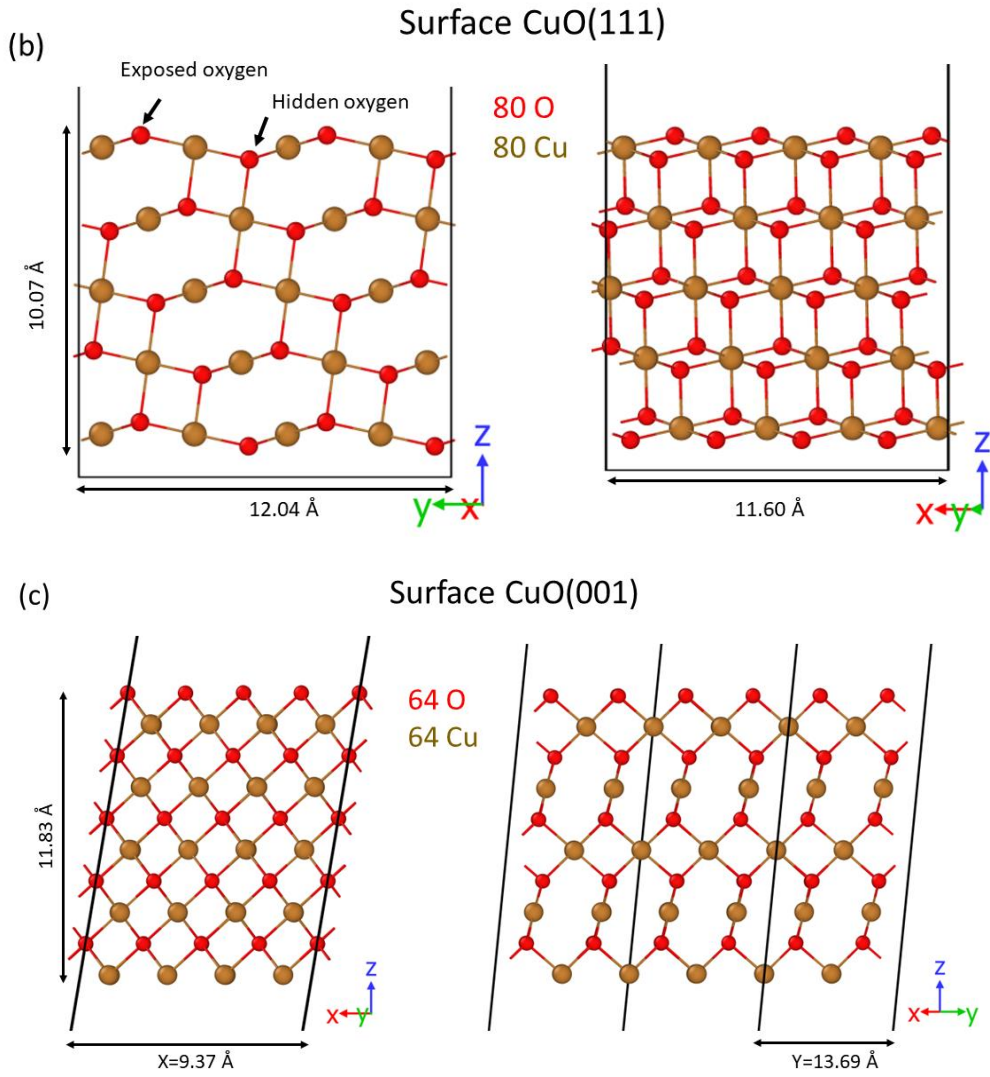 Surface CuO(111)
(b)
Exposed oxygen
Hidden oxygen
80 O
80 Cu
10.07 Å
12.04 Å
z
y
x
11.60 Å
z
x
y
Surface CuO(001)
(c)
64 O
64 Cu
11.83 Å
X=9.37 Å
z
x
y
Y=13.69 Å
z
x
y